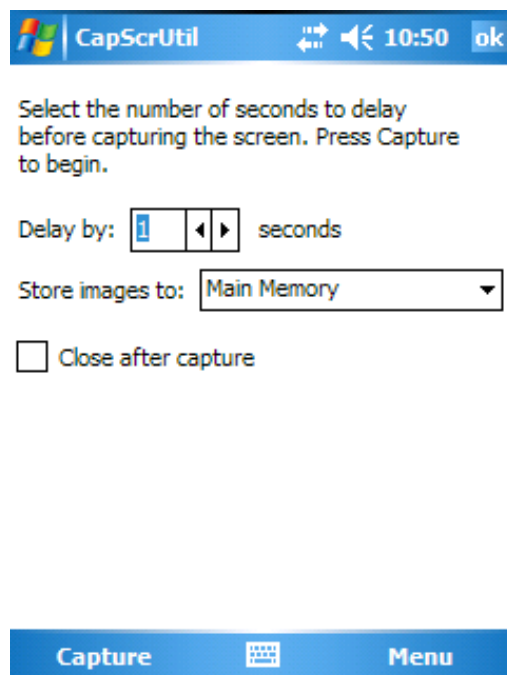 CapScrUtil 10:50 ok
Select the number of seconds to delay
before capturing the screen. Press Capture
to begin.
Delay by: 1 seconds
Store images to: Main Memory
Close after capture
Capture Menu